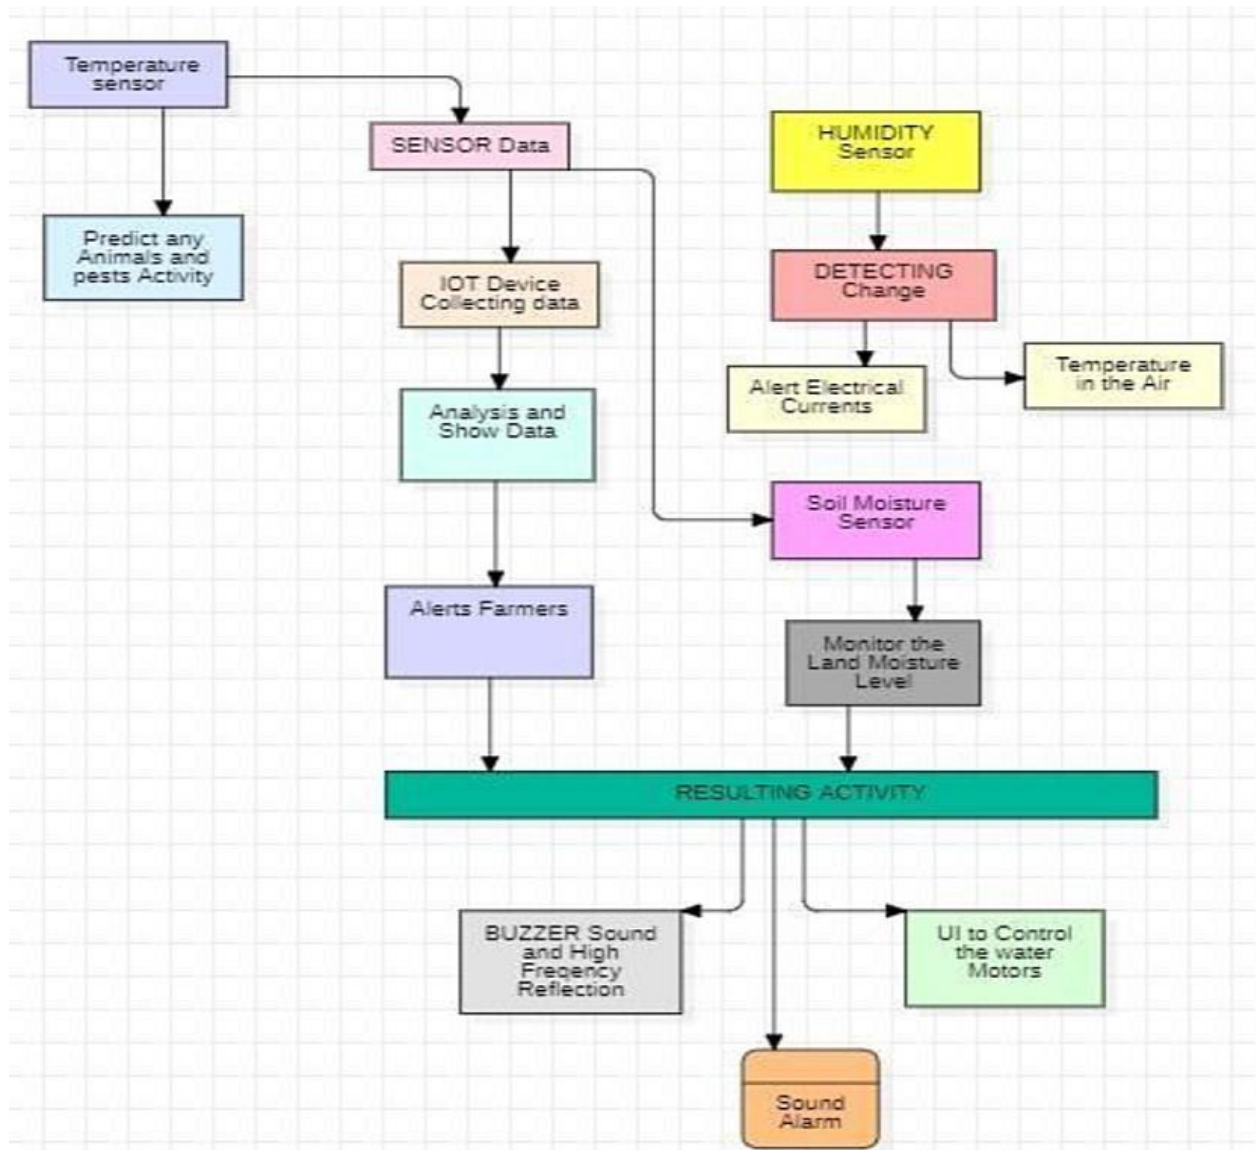 Temperature
sensor
SENSOR Data
HUMIDITY
Sensor
Predict any
Animals and
pests Activity
IOT Device
Collecting data
DETECTING
Change
Temperature
in the Air
Alert Electrical
Currents
Analysis and
Show Data
Soil Moisture
Sensor
Alerts Farmers
Monitor the
Land Moisture
Level
RESULTING ACTIVITY
BUZZER Sound
and High
Freqency
Reflection
UI to Control
the water
Motors
Sound
Alarm